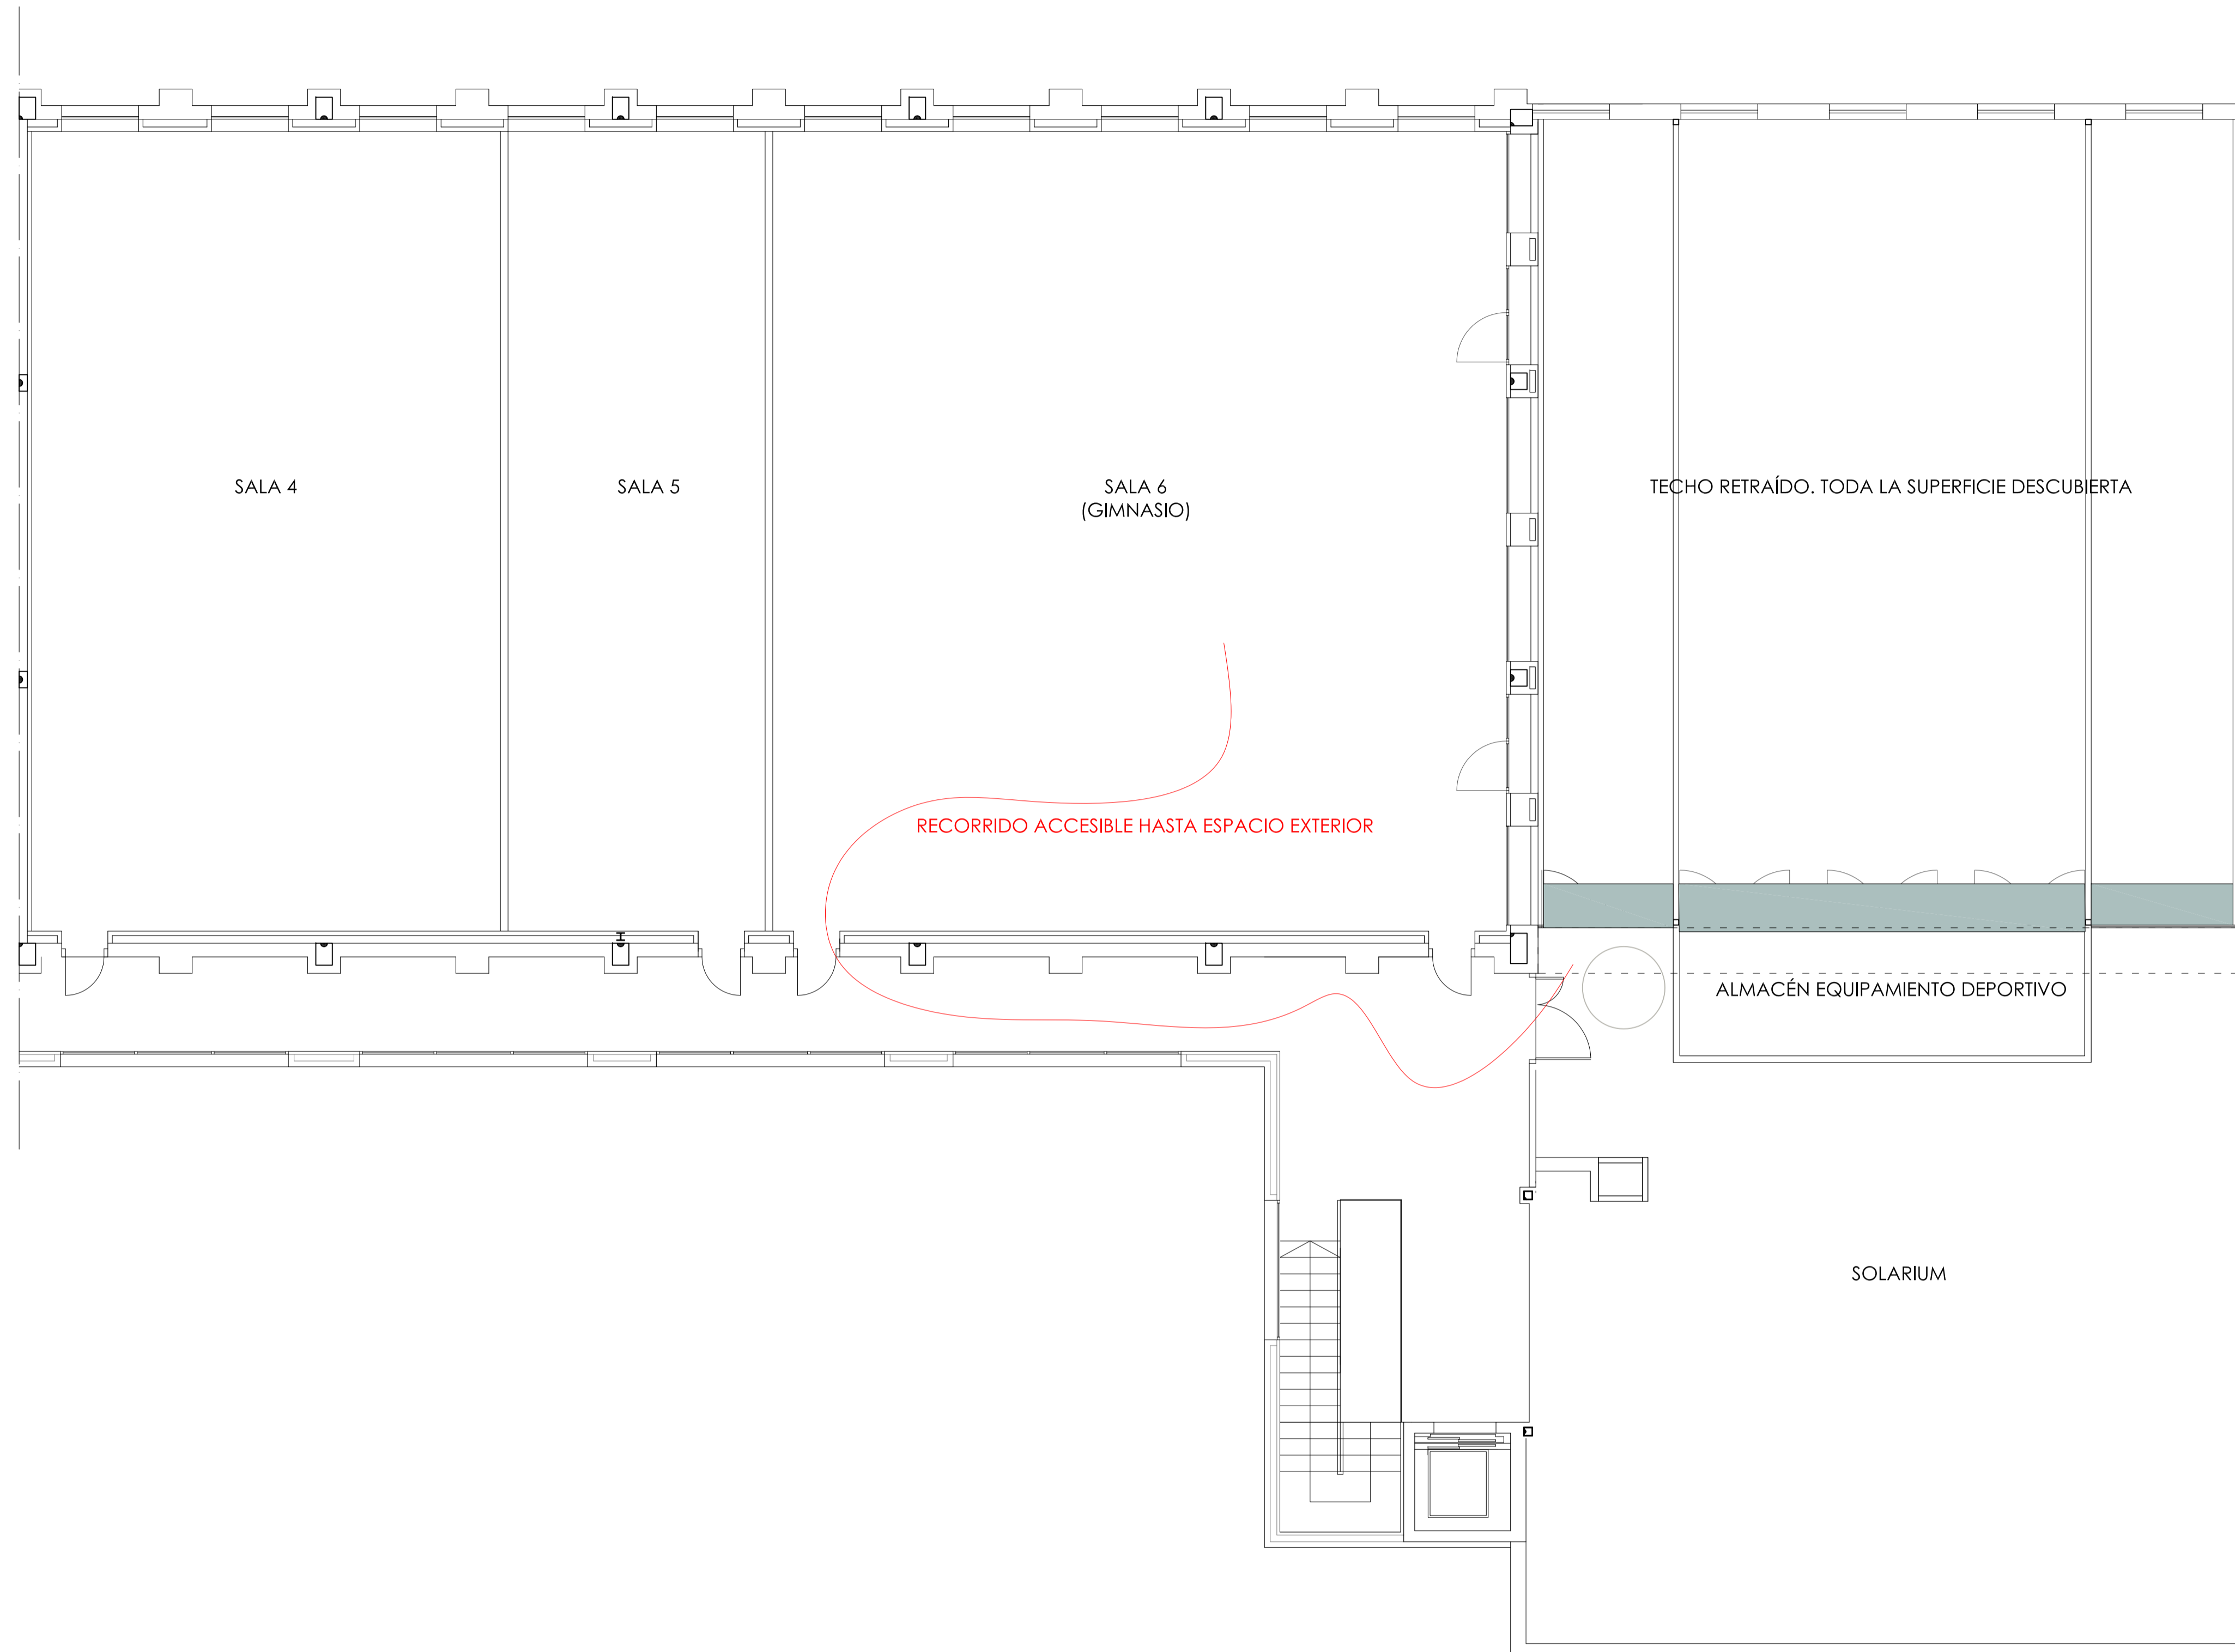 SALA 4
SALA 5
SALA 6
(GIMNASIO)
TECHO RETRAÍDO. TODA LA SUPERFICIE DESCUBIERTA
RECORRIDO ACCESIBLE HASTA ESPACIO EXTERIOR
ALMACÉN EQUIPAMIENTO DEPORTIVO
SOLARIUM